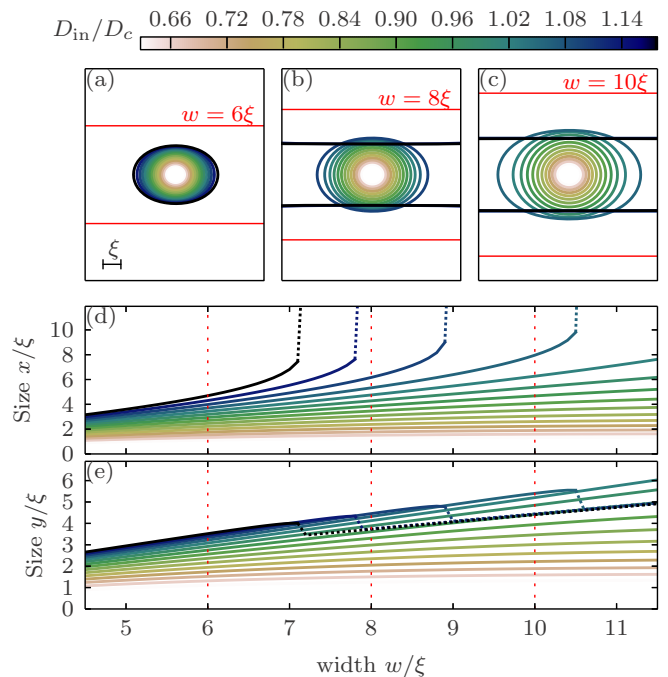 D_in/D_c
0.66 0.72 0.78 0.84 0.90 0.96 1.02 1.08 1.14
(a) w = 6ξ
(b) w = 8ξ
(c) w = 10ξ
ξ
(d)
Size x/ξ
10
8
6
4
2
0
(e)
Size y/ξ
6
5
4
3
2
1
0
5 6 7 8 9 10 11
width w/ξ